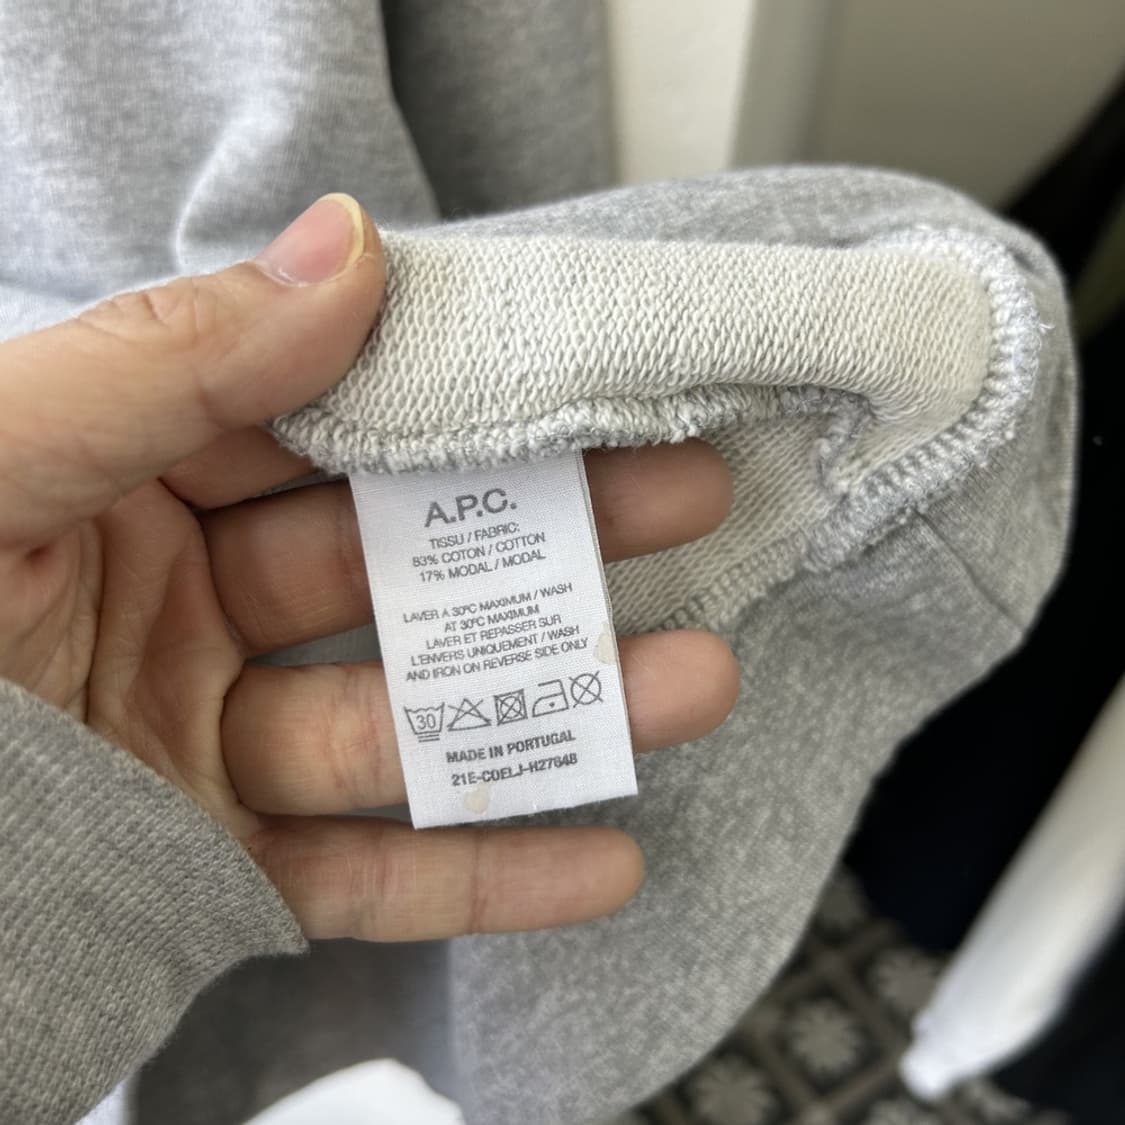 A.P.C.
TISSU / FABRIC:
83% COTON / COTTON
17% MODAL / MODAL
LAVER À 30°C MAXIMUM / WASH
AT 30°C MAXIMUM
LAVER ET REPASSER SUR
L'ENVERS UNIQUEMENT / WASH
AND IRON ON REVERSE SIDE ONLY
30
MADE IN PORTUGAL
21E-COELJ-H27648